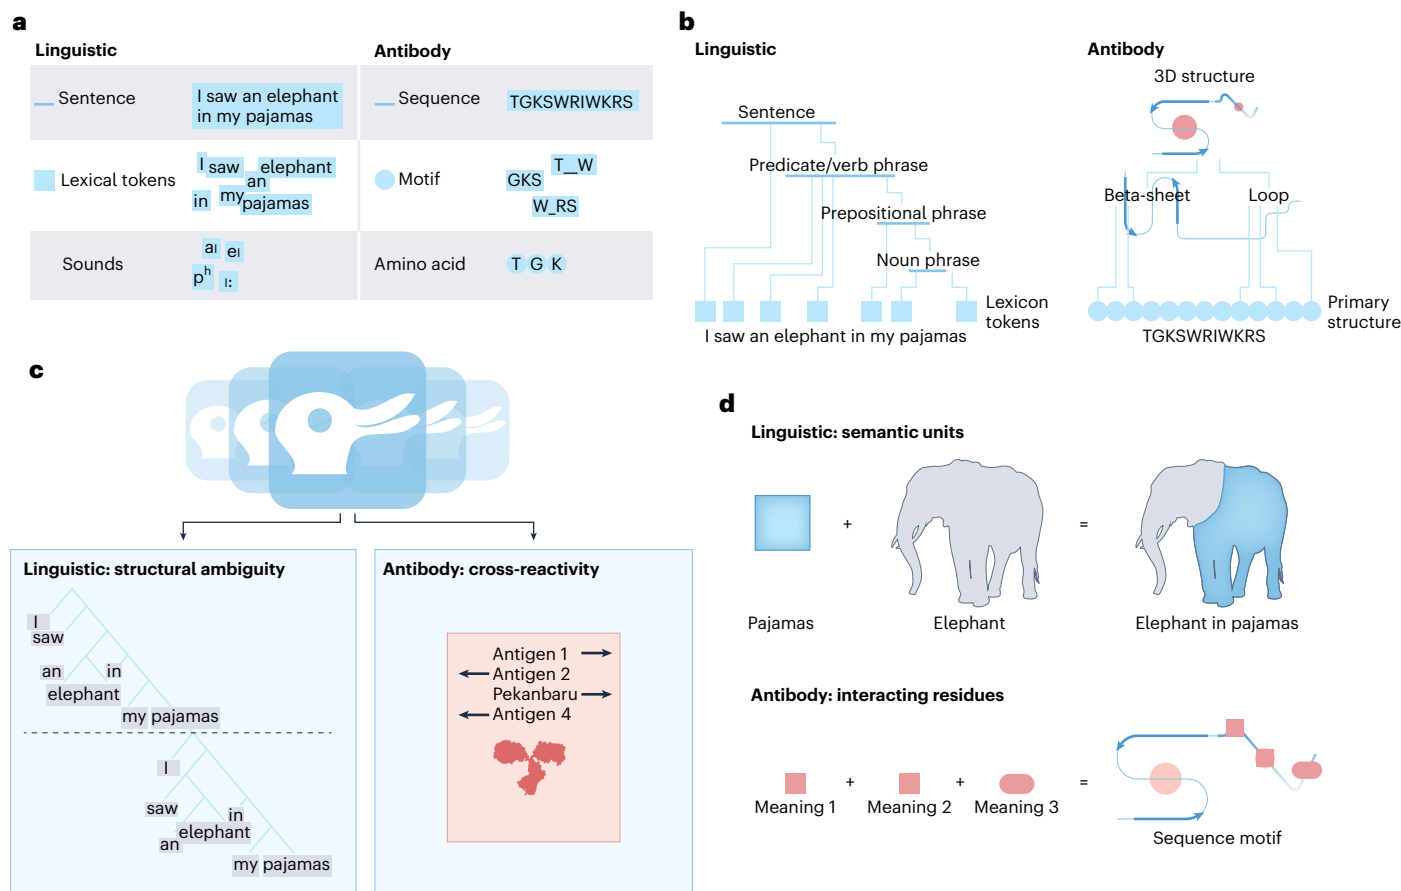 a
Linguistic
Antibody
Sentence
I saw an elephant
in my pajamas
Sequence
TGKSWRIWKRS
Lexical tokens
I saw elephant
an
in my pajamas
Motif
T__W
GKS
W_RS
Sounds
aı eı
pʰ ı:
Amino acid
T G K
b
Linguistic
Sentence
Predicate/verb phrase
Prepositional phrase
Noun phrase
Lexicon
tokens
I saw an elephant in my pajamas
Antibody
3D structure
Beta-sheet
Loop
Primary
structure
TGKSWRIWKRS
c
Linguistic: structural ambiguity
I
saw
an in
elephant
my pajamas
I
saw
in
elephant
an
my pajamas
Antibody: cross-reactivity
Antigen 1
Antigen 2
Pekanbaru
Antigen 4
d
Linguistic: semantic units
+ =
Pajamas Elephant Elephant in pajamas
Antibody: interacting residues
+ + =
Meaning 1 Meaning 2 Meaning 3
Sequence motif